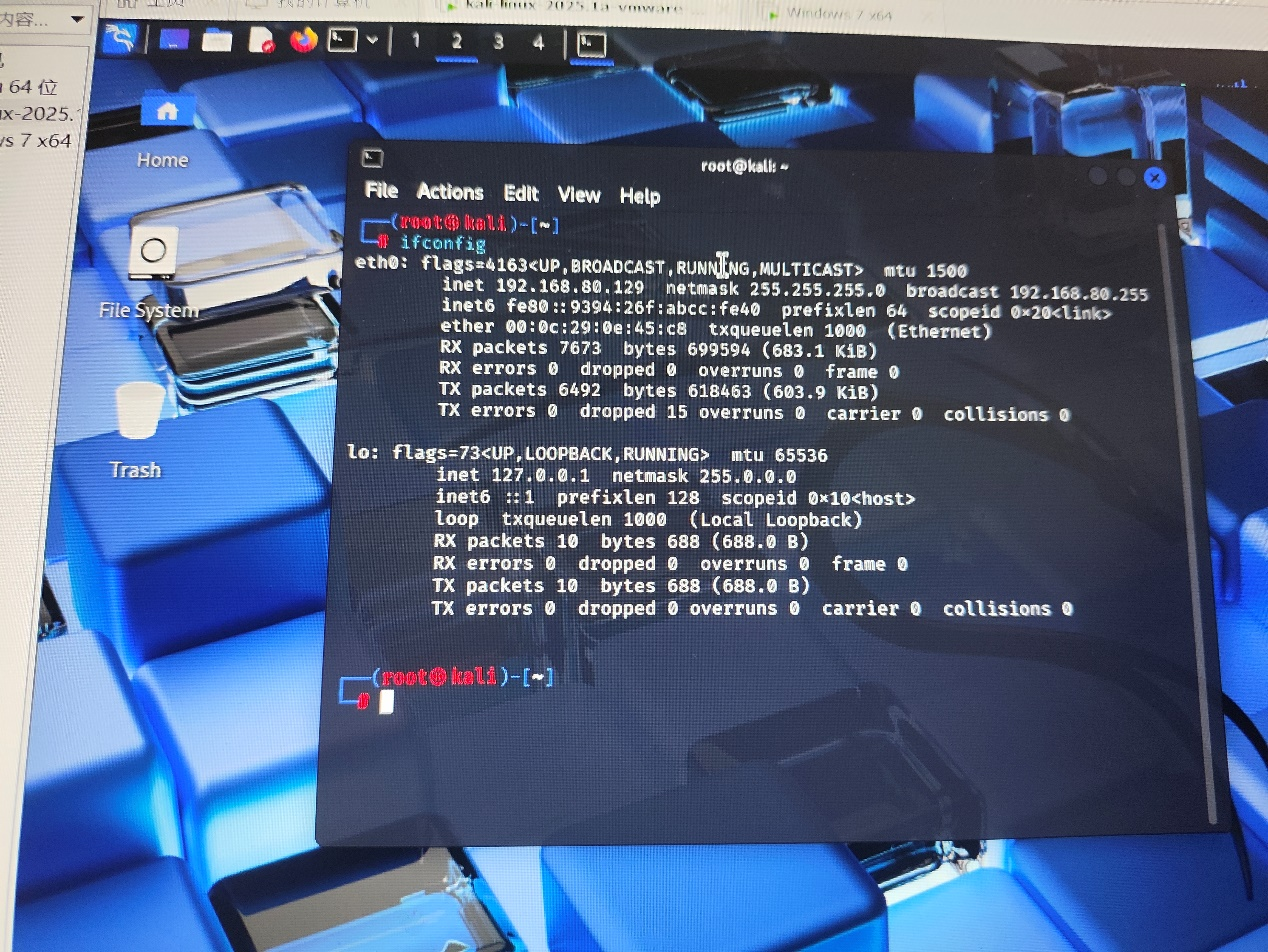 内容...
kali-linux-2025.1a-vmware...
Windows 7 x64
64 位
ux-2025.1
ws 7 x64
1 2 3 4
Home
File System
Trash
root@kali: ~
File Actions Edit View Help
┌──(root㉿kali)-[~]
└─# ifconfig
eth0: flags=4163<UP,BROADCAST,RUNNING,MULTICAST>  mtu 1500
inet 192.168.80.129  netmask 255.255.255.0  broadcast 192.168.80.255
inet6 fe80::9394:26f:abcc:fe40  prefixlen 64  scopeid 0×20<link>
ether 00:0c:29:0e:45:c8  txqueuelen 1000  (Ethernet)
RX packets 7673  bytes 699594 (683.1 KiB)
RX errors 0  dropped 0  overruns 0  frame 0
TX packets 6492  bytes 618463 (603.9 KiB)
TX errors 0  dropped 15 overruns 0  carrier 0  collisions 0
lo: flags=73<UP,LOOPBACK,RUNNING>  mtu 65536
inet 127.0.0.1  netmask 255.0.0.0
inet6 ::1  prefixlen 128  scopeid 0×10<host>
loop  txqueuelen 1000  (Local Loopback)
RX packets 10  bytes 688 (688.0 B)
RX errors 0  dropped 0  overruns 0  frame 0
TX packets 10  bytes 688 (688.0 B)
TX errors 0  dropped 0 overruns 0  carrier 0  collisions 0
┌──(root㉿kali)-[~]
└─#